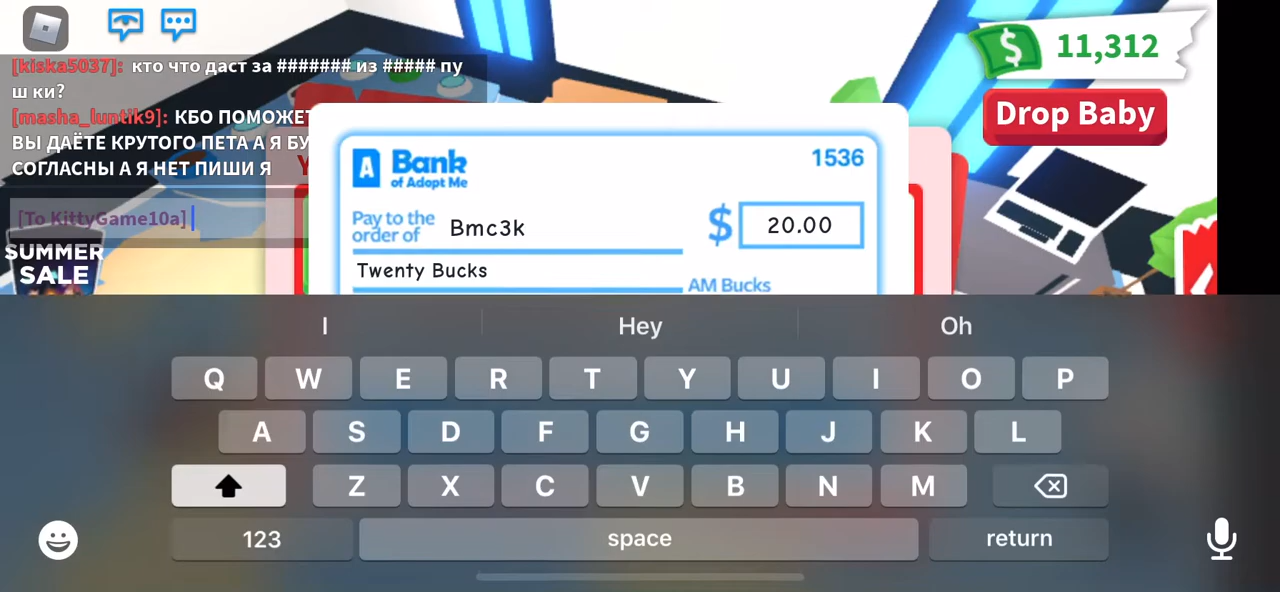 [kiska5037]: кто что даст за ####### из ##### пу
ш ки?
[masha_luntik9]: КБО ПОМОЖЕТ
ВЫ ДАЁТЕ КРУТОГО ПЕТА А Я БУ
СОГЛАСНЫ А Я НЕТ ПИШИ Я
[To KittyGame10a]
SUMMER
SALE
$ 11,312
Drop Baby
A Bank
of Adopt Me
1536
Pay to the
order of Bmc3k
$ 20.00
Twenty Bucks
AM Bucks
I Hey Oh
Q W E R T Y U I O P
A S D F G H J K L
Z X C V B N M
123 space return